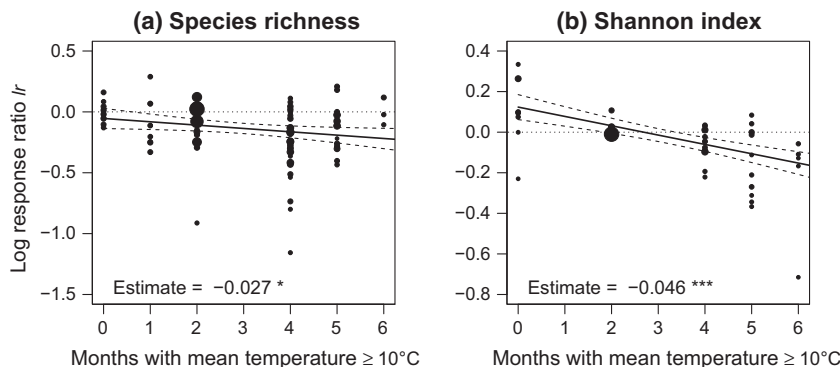 (a) Species richness
(b) Shannon index
Log response ratio lr
0.5
0.0
−0.5
−1.0
−1.5
Estimate = −0.027 *
0 1 2 3 4 5 6
Months with mean temperature ≥ 10°C
0.4
0.2
0.0
−0.2
−0.4
−0.6
−0.8
Estimate = −0.046 ***
0 1 2 3 4 5 6
Months with mean temperature ≥ 10°C